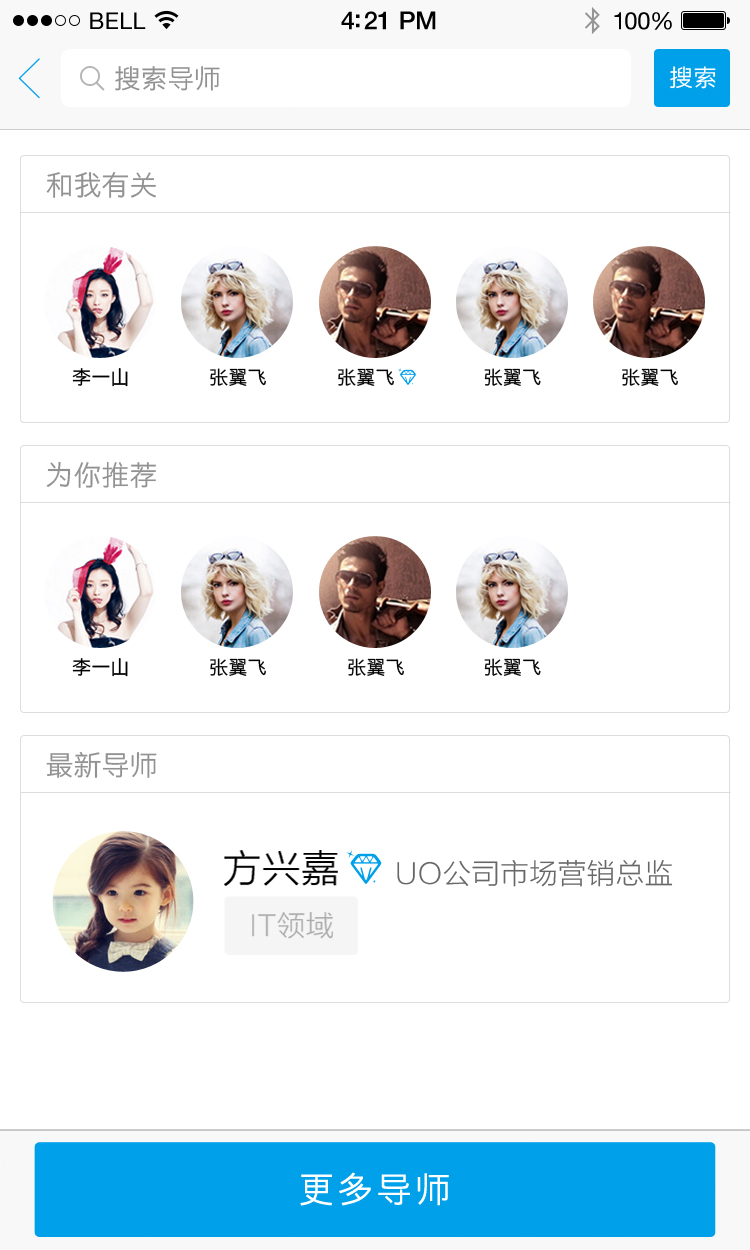 BELL 4:21 PM 100%
搜索导师 搜索
和我有关
李一山 张翼飞 张翼飞 张翼飞 张翼飞
为你推荐
李一山 张翼飞 张翼飞 张翼飞
最新导师
方兴嘉 UO公司市场营销总监
IT领域
更多导师